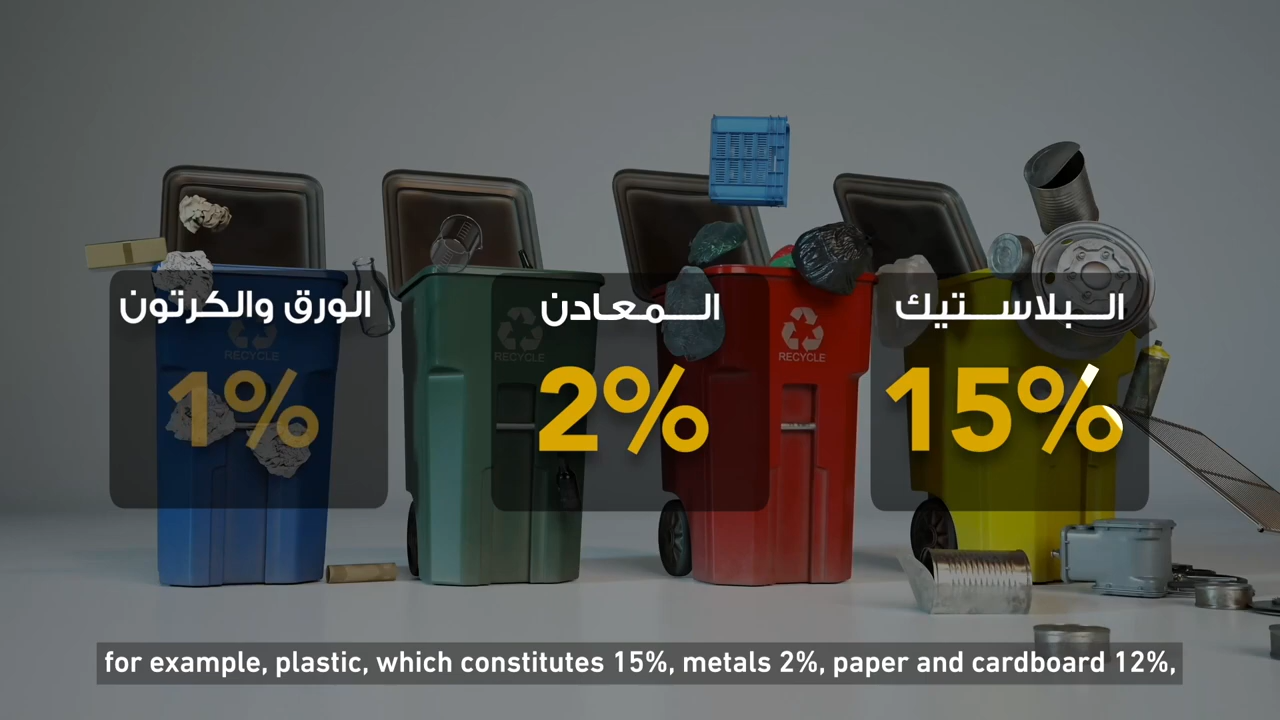 البلاستيك
15%
المعادن
2%
الورق والكرتون
1%
RECYCLE
RECYCLE
RECYCLE
for example, plastic, which constitutes 15%, metals 2%, paper and cardboard 12%,